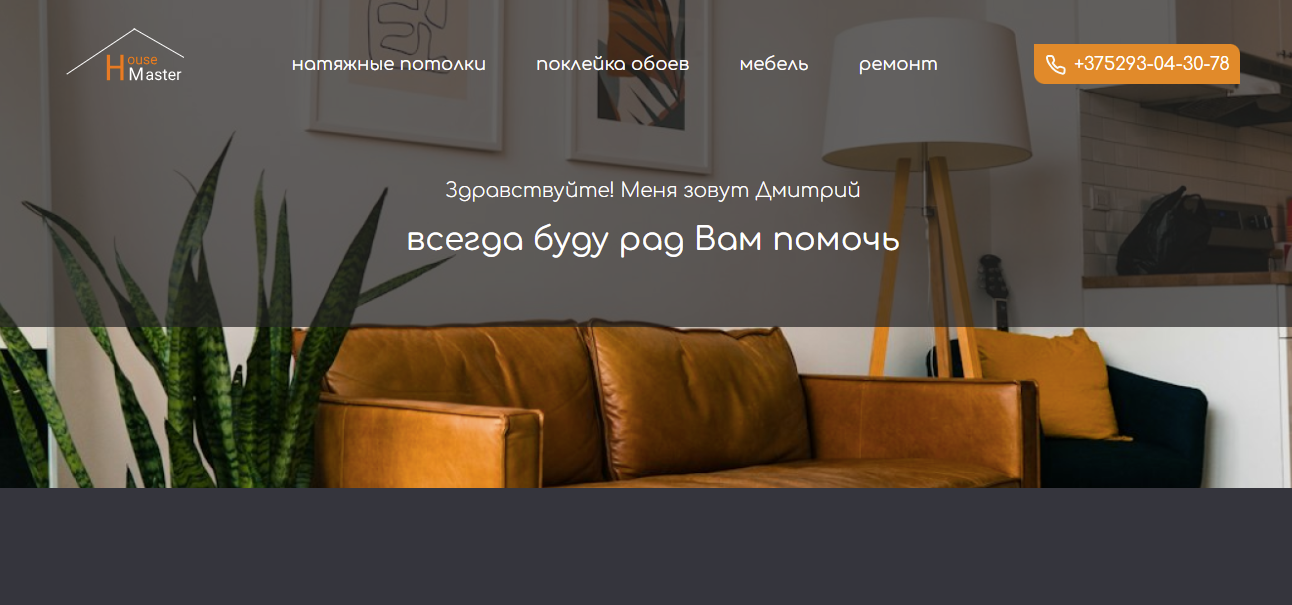 House
Master
натяжные потолки
поклейка обоев
мебель
ремонт
+375293-04-30-78
Здравствуйте! Меня зовут Дмитрий
всегда буду рад Вам помочь